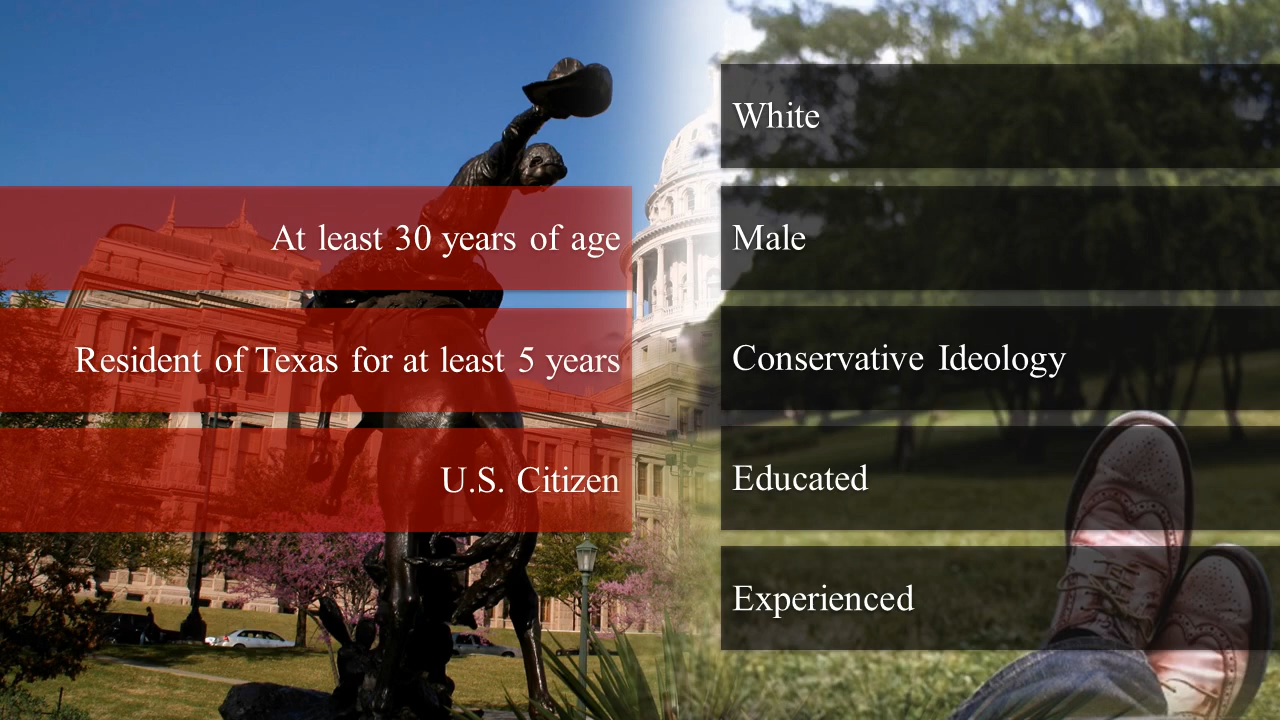 At least 30 years of age
Resident of Texas for at least 5 years
U.S. Citizen
White
Male
Conservative Ideology
Educated
Experienced